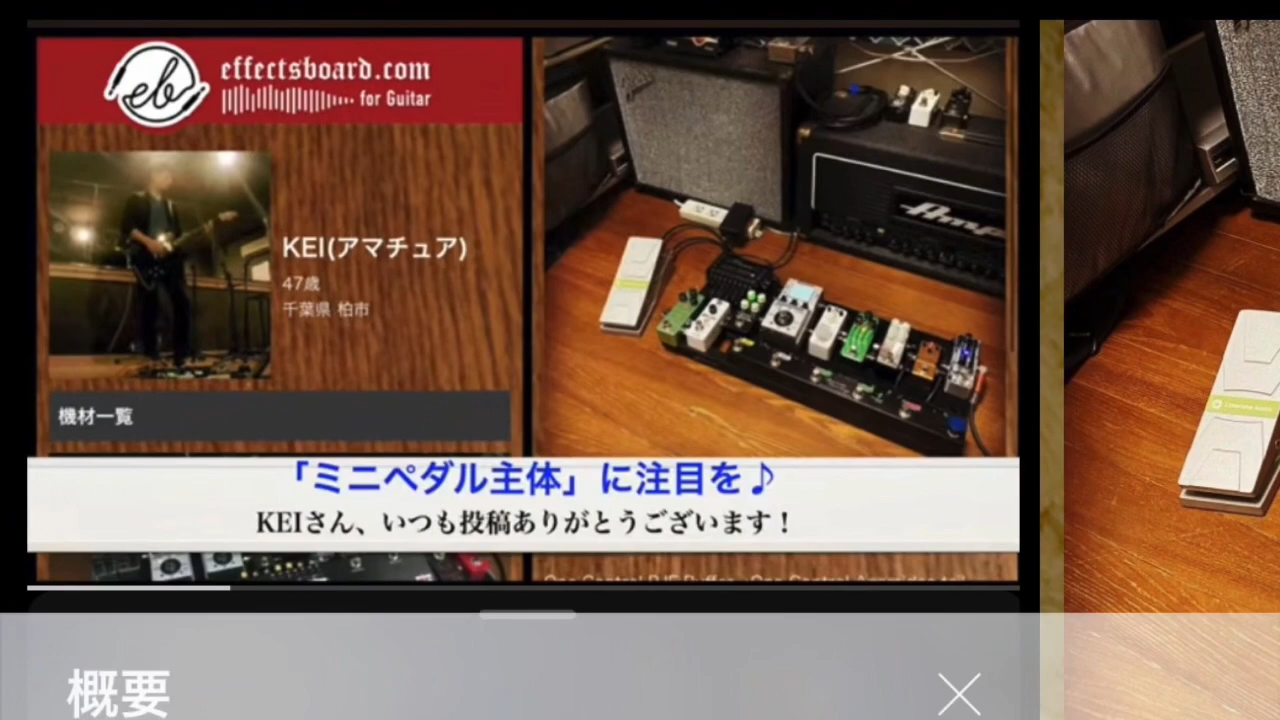 effectsboard.com
eb
for Guitar
KEI(アマチュア)
47歳
千葉県 柏市
機材一覧
Ampeg
「ミニペダル主体」に注目を♪
KEIさん、いつも投稿ありがとうございます！
概要